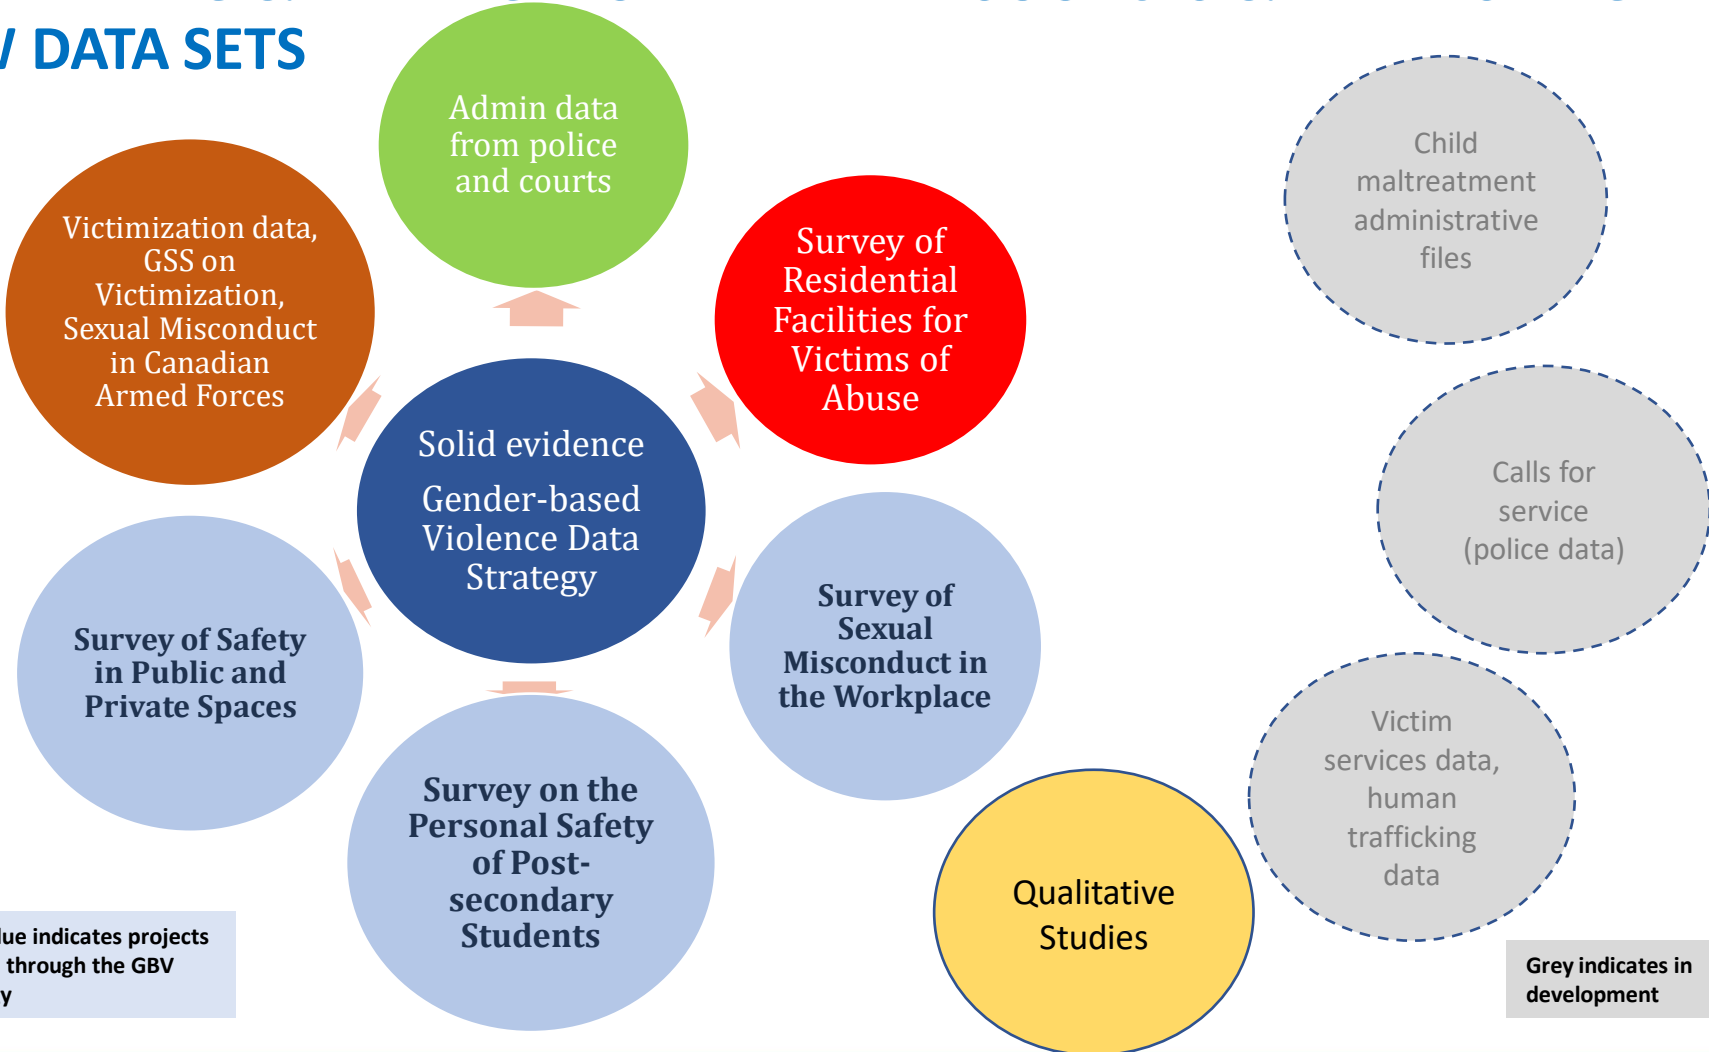 DATA SETS
Admin data
from police
and courts
Victimization data,
GSS on
Victimization,
Sexual Misconduct
in Canadian
Armed Forces
Survey of
Residential
Facilities for
Victims of
Abuse
Solid evidence
Gender-based
Violence Data
Strategy
Survey of Safety
in Public and
Private Spaces
Survey of
Sexual
Misconduct in
the Workplace
Survey on the
Personal Safety
of Post-
secondary
Students
Qualitative
Studies
Child
maltreatment
administrative
files
Calls for
service
(police data)
Victim
services data,
human
trafficking
data
lue indicates projects
through the GBV
y
Grey indicates in
development